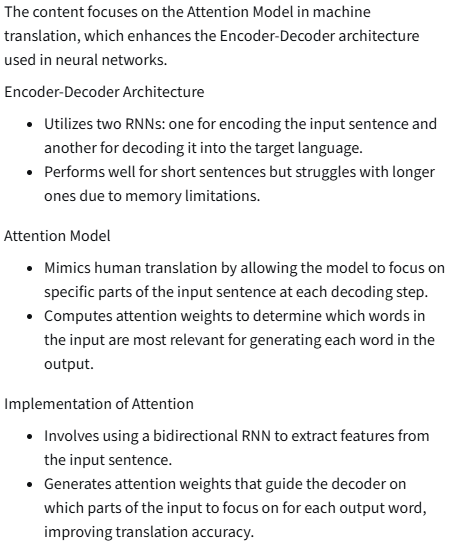 The content focuses on the Attention Model in machine
translation, which enhances the Encoder-Decoder architecture
used in neural networks.
Encoder-Decoder Architecture
• Utilizes two RNNs: one for encoding the input sentence and
another for decoding it into the target language.
• Performs well for short sentences but struggles with longer
ones due to memory limitations.
Attention Model
• Mimics human translation by allowing the model to focus on
specific parts of the input sentence at each decoding step.
• Computes attention weights to determine which words in
the input are most relevant for generating each word in the
output.
Implementation of Attention
• Involves using a bidirectional RNN to extract features from
the input sentence.
• Generates attention weights that guide the decoder on
which parts of the input to focus on for each output word,
improving translation accuracy.